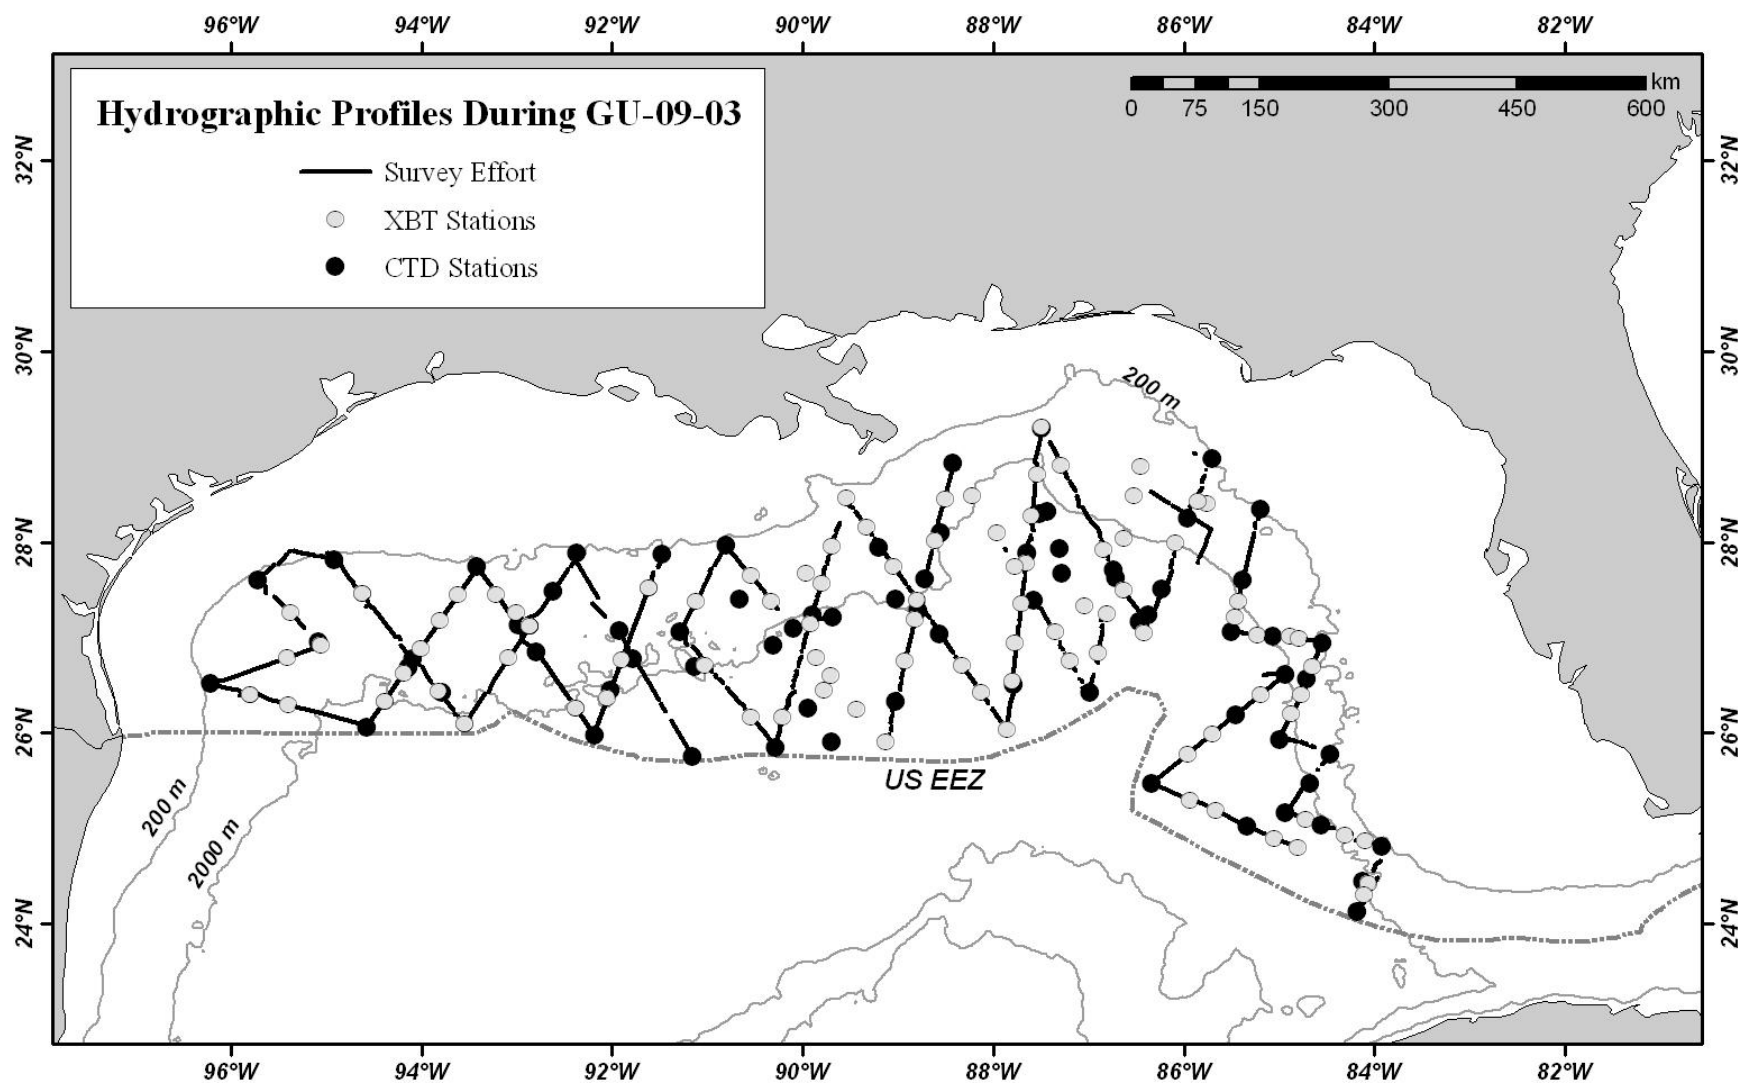 96°W 94°W 92°W 90°W 88°W 86°W 84°W 82°W
Hydrographic Profiles During GU-09-03
Survey Effort
XBT Stations
CTD Stations
km
0 75 150 300 450 600
32°N 32°N
30°N 30°N
200 m
28°N 28°N
26°N 26°N
US EEZ
200 m
2000 m
24°N 24°N
96°W 94°W 92°W 90°W 88°W 86°W 84°W 82°W